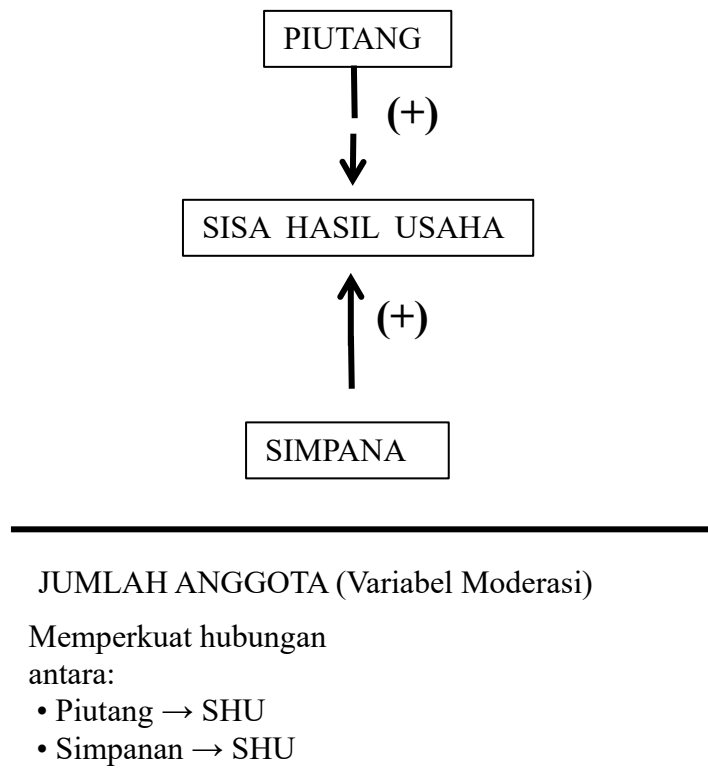 PIUTANG
(+)
SISA HASIL USAHA
(+)
SIMPANA
JUMLAH ANGGOTA (Variabel Moderasi)
Memperkuat hubungan
antara:
• Piutang → SHU
• Simpanan → SHU